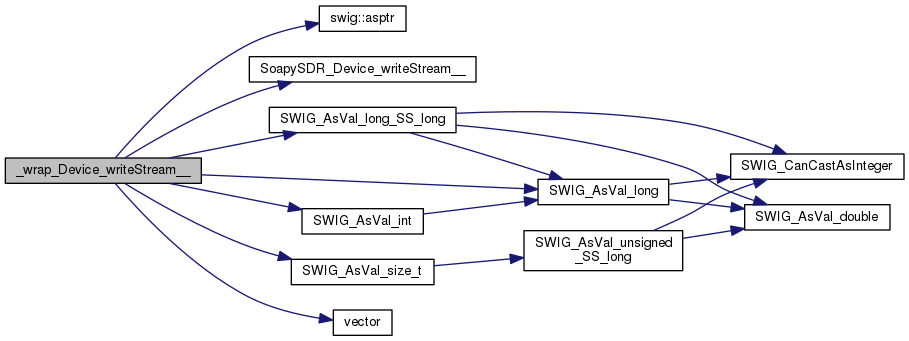 swig::asptr
SoapySDR_Device_writeStream__
SWIG_AsVal_long_SS_long
_wrap_Device_writeStream__
SWIG_CanCastAsInteger
SWIG_AsVal_long
SWIG_AsVal_int
SWIG_AsVal_double
SWIG_AsVal_unsigned
_SS_long
SWIG_AsVal_size_t
vector